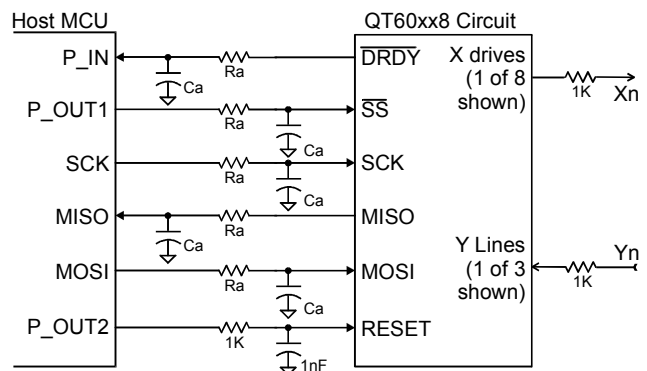 Host MCU
QT60xx8 Circuit
P_IN
Ca
Ra
DRDY
X drives
(1 of 8
shown)
1K
Xn
P_OUT1
Ra
Ca
SS
SCK
Ra
Ca
SCK
MISO
Ca
Ra
MISO
Y Lines
(1 of 3
shown)
1K
Yn
MOSI
Ra
Ca
MOSI
P_OUT2
1K
1nF
RESET